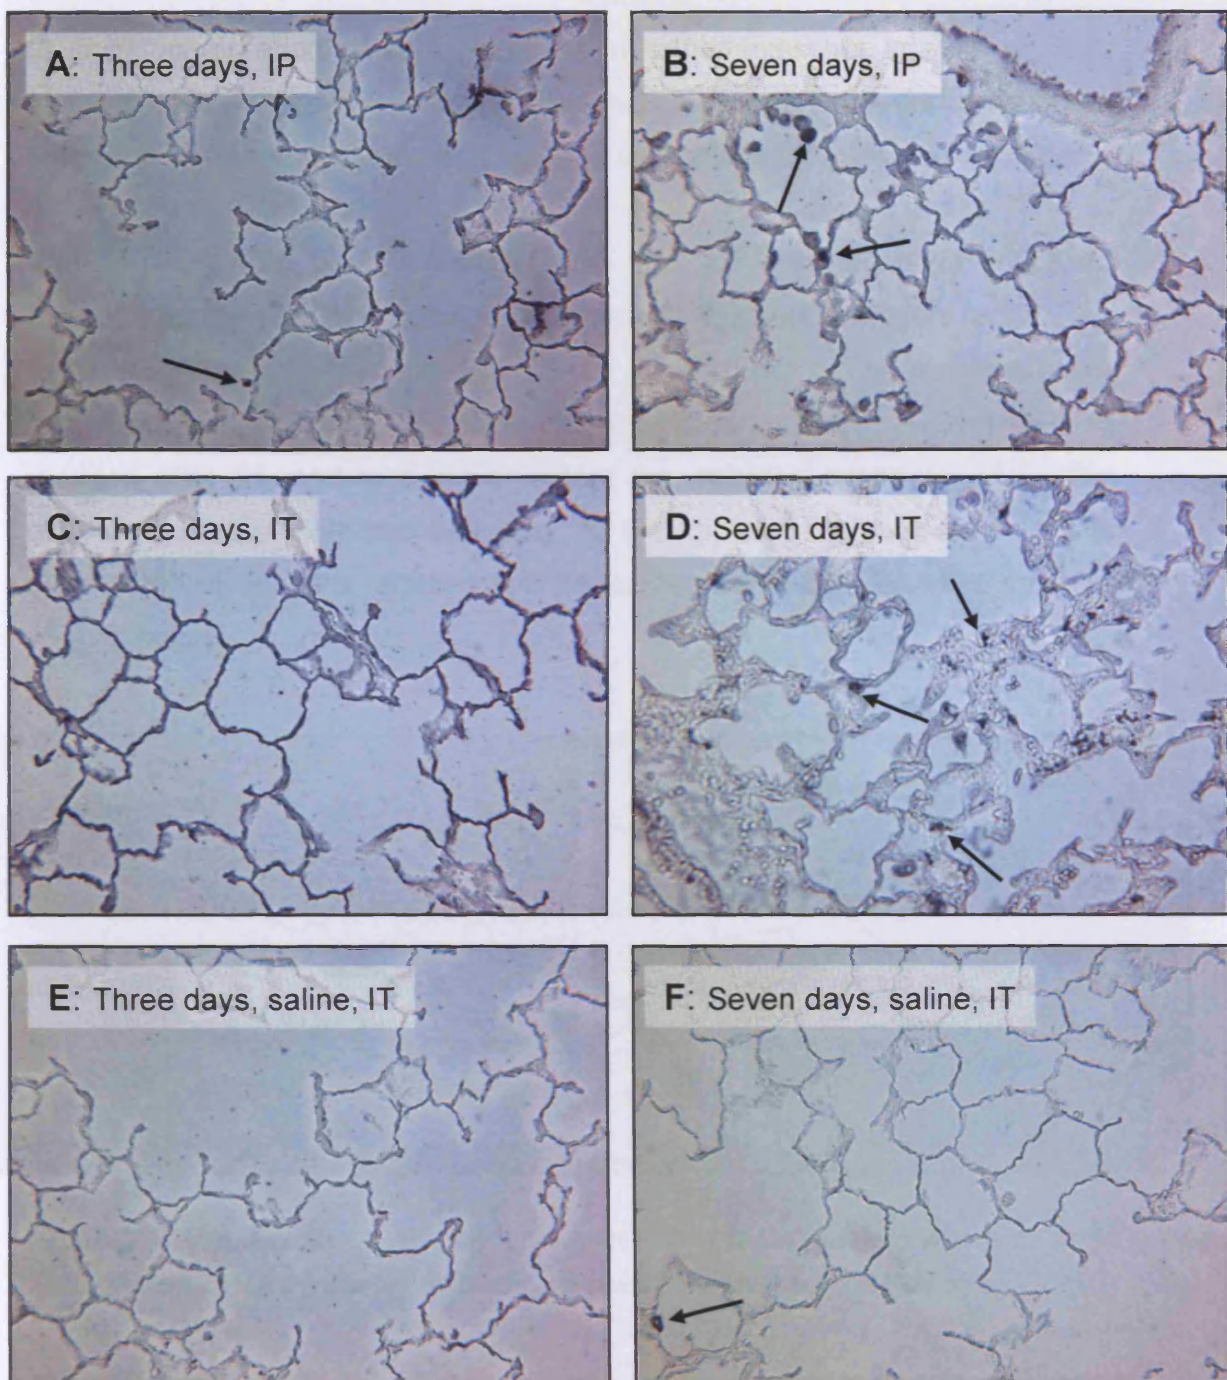 A: Three days, IP
B: Seven days, IP
C: Three days, IT
D: Seven days, IT
E: Three days, saline, IT
F: Seven days, saline, IT